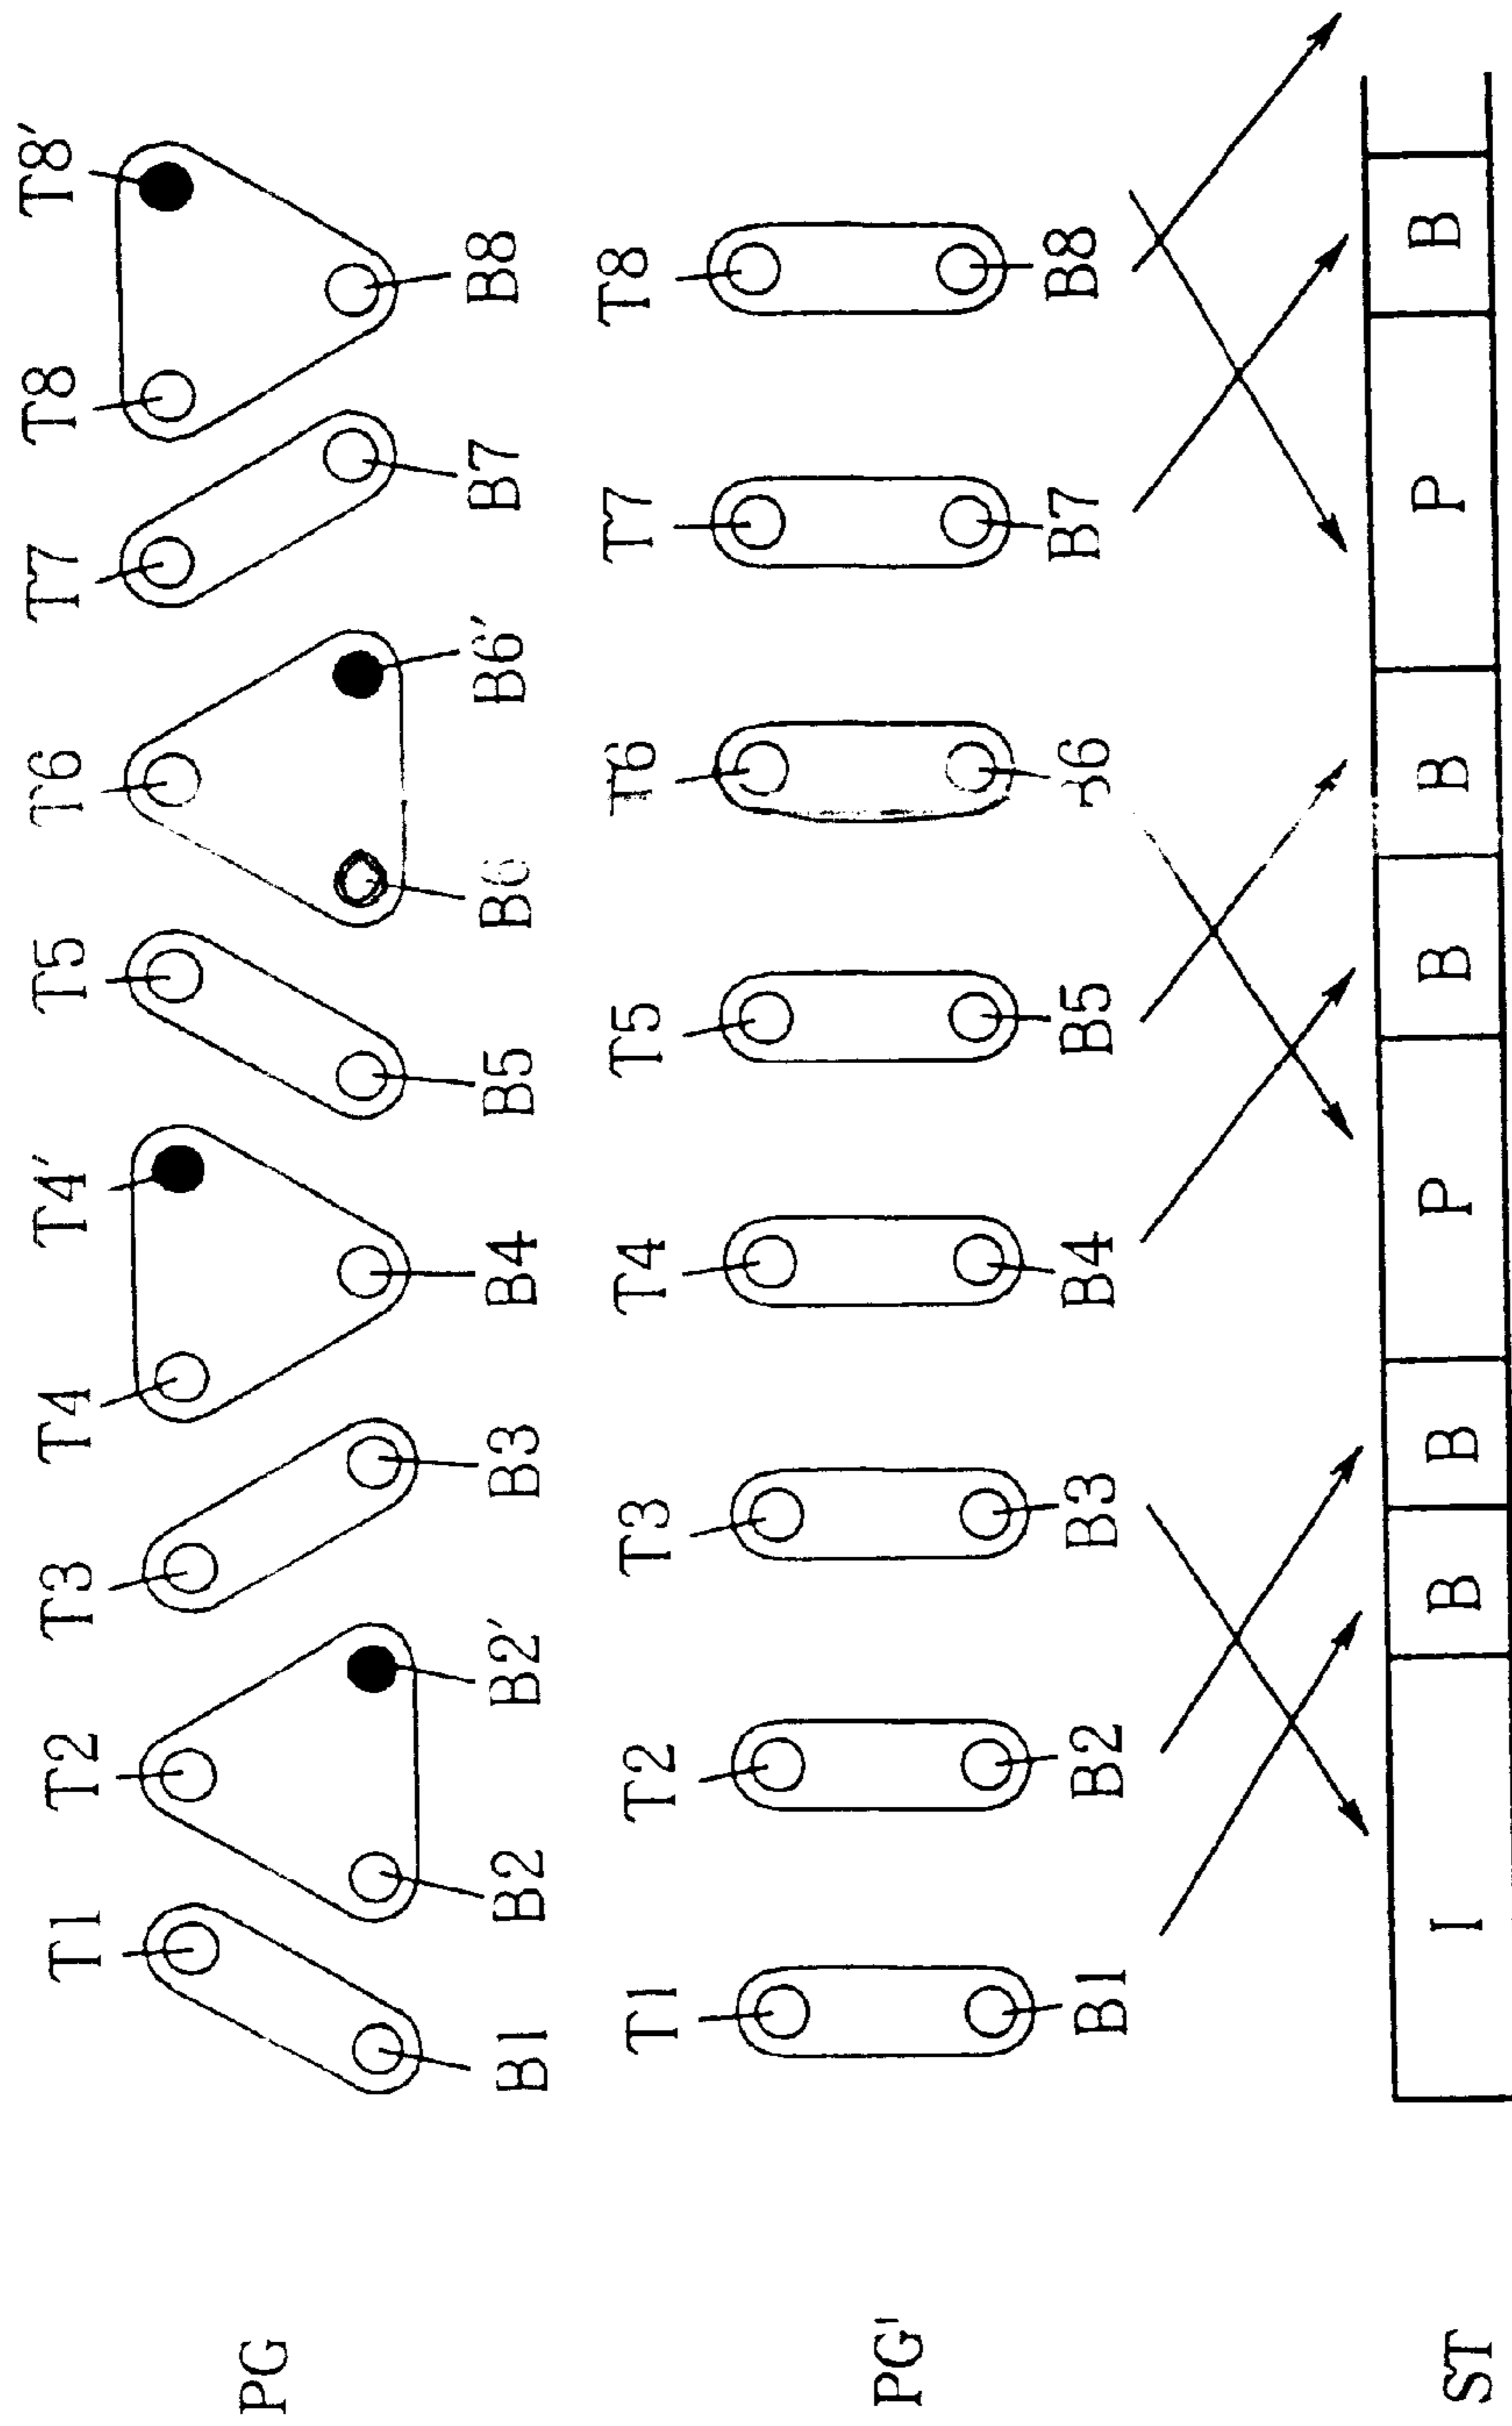 PG
T1 T2 T3 T4 T4′ T5 T6 T7 T8 T8′
B1 B2 B2′ B3 B4 B5 B6 B6′ B7 B8
PG'
T1 T2 T3 T4 T5 T6 T7 T8
B1 B2 B3 B4 B5 B6 B7 B8
ST
I B B P B B P B